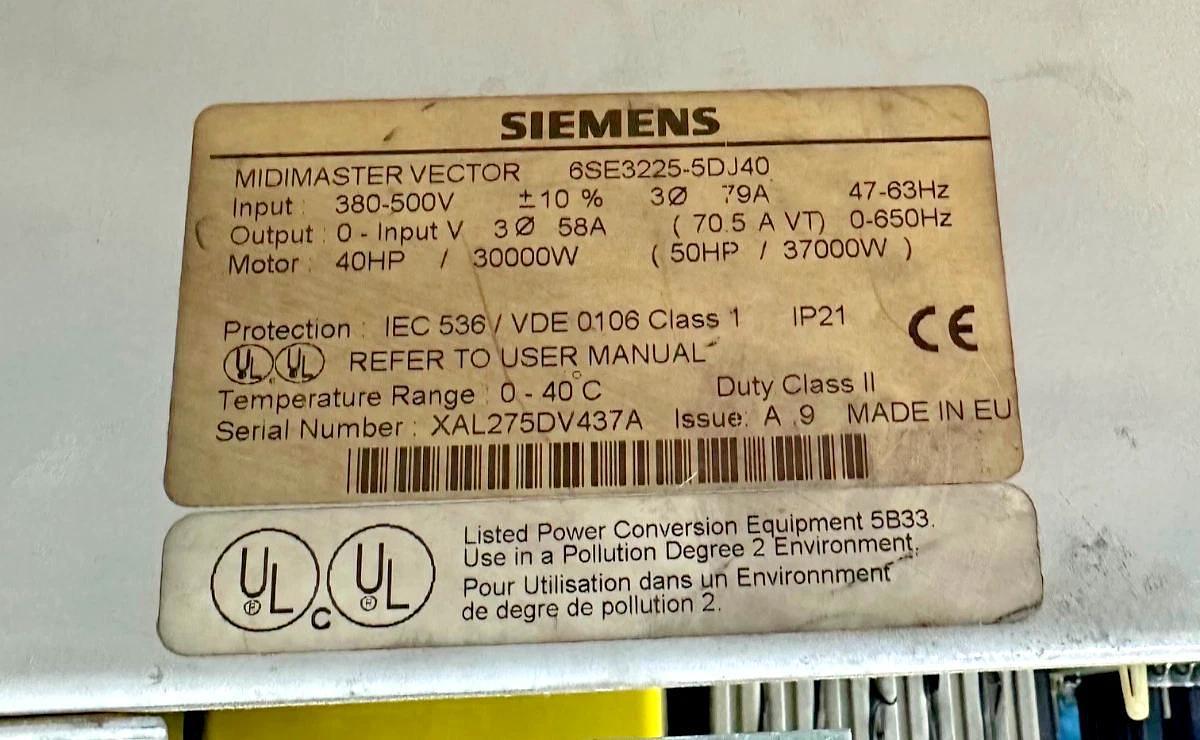 SIEMENS
MIDIMASTER VECTOR 6SE3225-5DJ40
Input : 380-500V ±10 % 3Ø 79A 47-63Hz
Output : 0 - Input V 3Ø 58A ( 70.5 A VT) 0-650Hz
Motor : 40HP / 30000W ( 50HP / 37000W )
Protection : IEC 536 / VDE 0106 Class 1 IP21 CE
UL c UL REFER TO USER MANUAL
Temperature Range : 0 - 40°C Duty Class II
Serial Number : XAL275DV437A Issue: A .9 MADE IN EU
UL c UL
Listed Power Conversion Equipment 5B33.
Use in a Pollution Degree 2 Environment.
Pour Utilisation dans un Environnment
de degre de pollution 2.